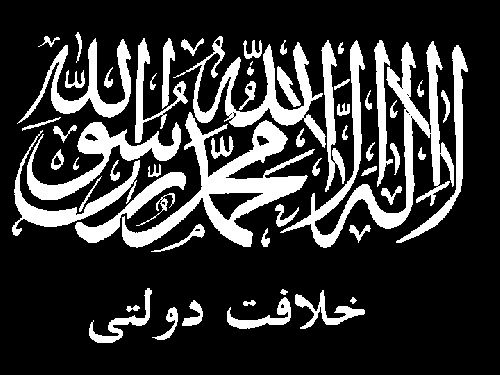 لا إله إلا الله محمد رسول الله
خلافت دولتی